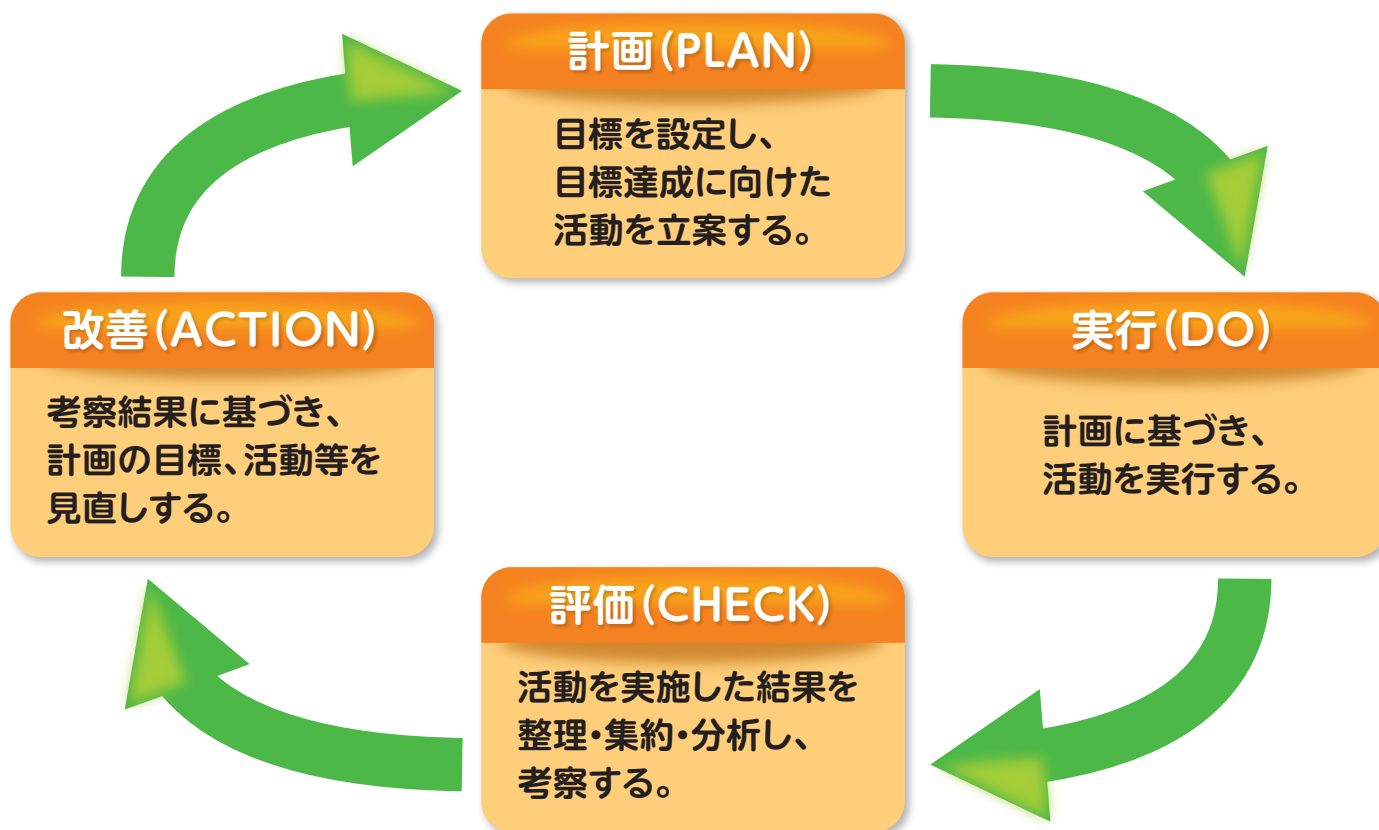 計画(PLAN)
目標を設定し、
目標達成に向けた
活動を立案する。
実行(DO)
計画に基づき、
活動を実行する。
評価(CHECK)
活動を実施した結果を
整理・集約・分析し、
考察する。
改善(ACTION)
考察結果に基づき、
計画の目標、活動等を
見直しする。